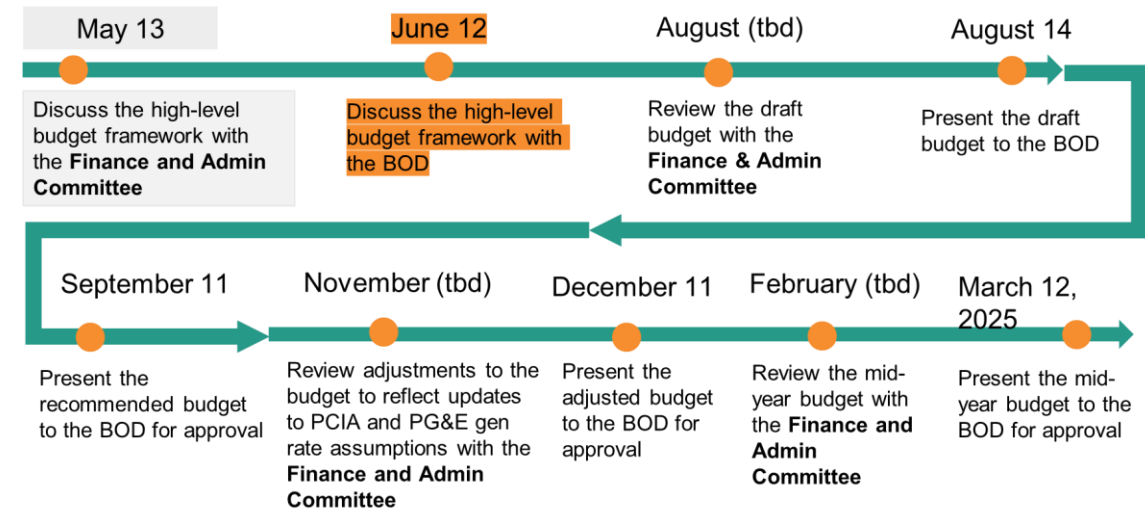 May 13
June 12
August (tbd)
August 14
Discuss the high-level
budget framework with
the Finance and Admin
Committee
Discuss the high-level
budget framework with
the BOD
Review the draft
budget with the
Finance & Admin
Committee
Present the draft
budget to the BOD
September 11
November (tbd)
December 11
February (tbd)
March 12,
2025
Present the
recommended budget
to the BOD for approval
Review adjustments to the
budget to reflect updates
to PCIA and PG&E gen
rate assumptions with the
Finance and Admin
Committee
Present the
adjusted budget
to the BOD for
approval
Review the mid-
year budget with
the Finance and
Admin
Committee
Present the mid-
year budget to the
BOD for approval